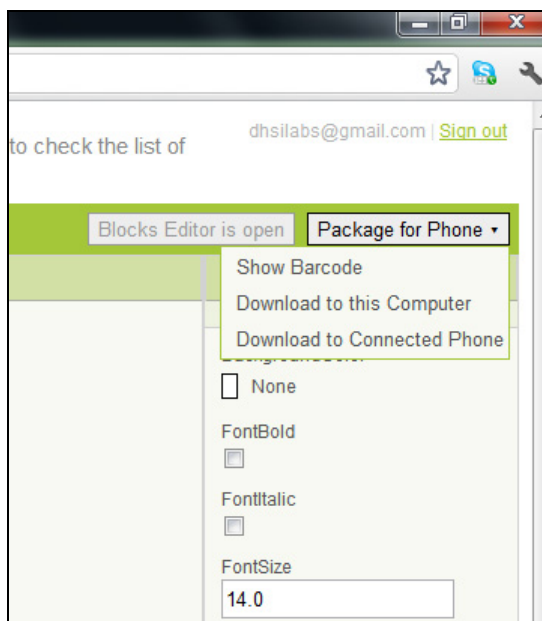 dhsilabs@gmail.com | Sign out
to check the list of
Blocks Editor is open
Package for Phone
Show Barcode
Download to this Computer
Download to Connected Phone
BackgroundColor
None
FontBold
FontItalic
FontSize
14.0